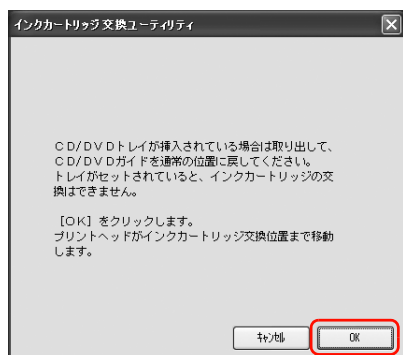 インクカートリッジ 交換ユーティリティ
CD/DVDトレイが挿入されている場合は取り出して、
CD/DVDガイドを通常の位置に戻してください。
トレイがセットされていると、インクカートリッジの交
換はできません。
［OK］をクリックします。
プリントヘッドがインクカートリッジ交換位置まで移動
します。
キャンセル OK